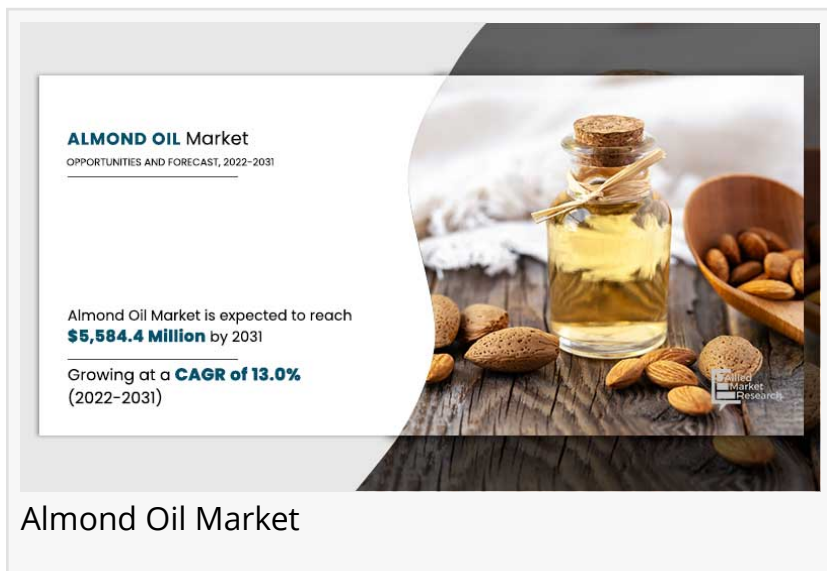 ALMOND OIL Market
OPPORTUNITIES AND FORECAST, 2022-2031
Almond Oil Market is expected to reach
$5,584.4 Million by 2031
Growing at a CAGR of 13.0%
(2022-2031)
Allied
Market
Research
Almond Oil Market